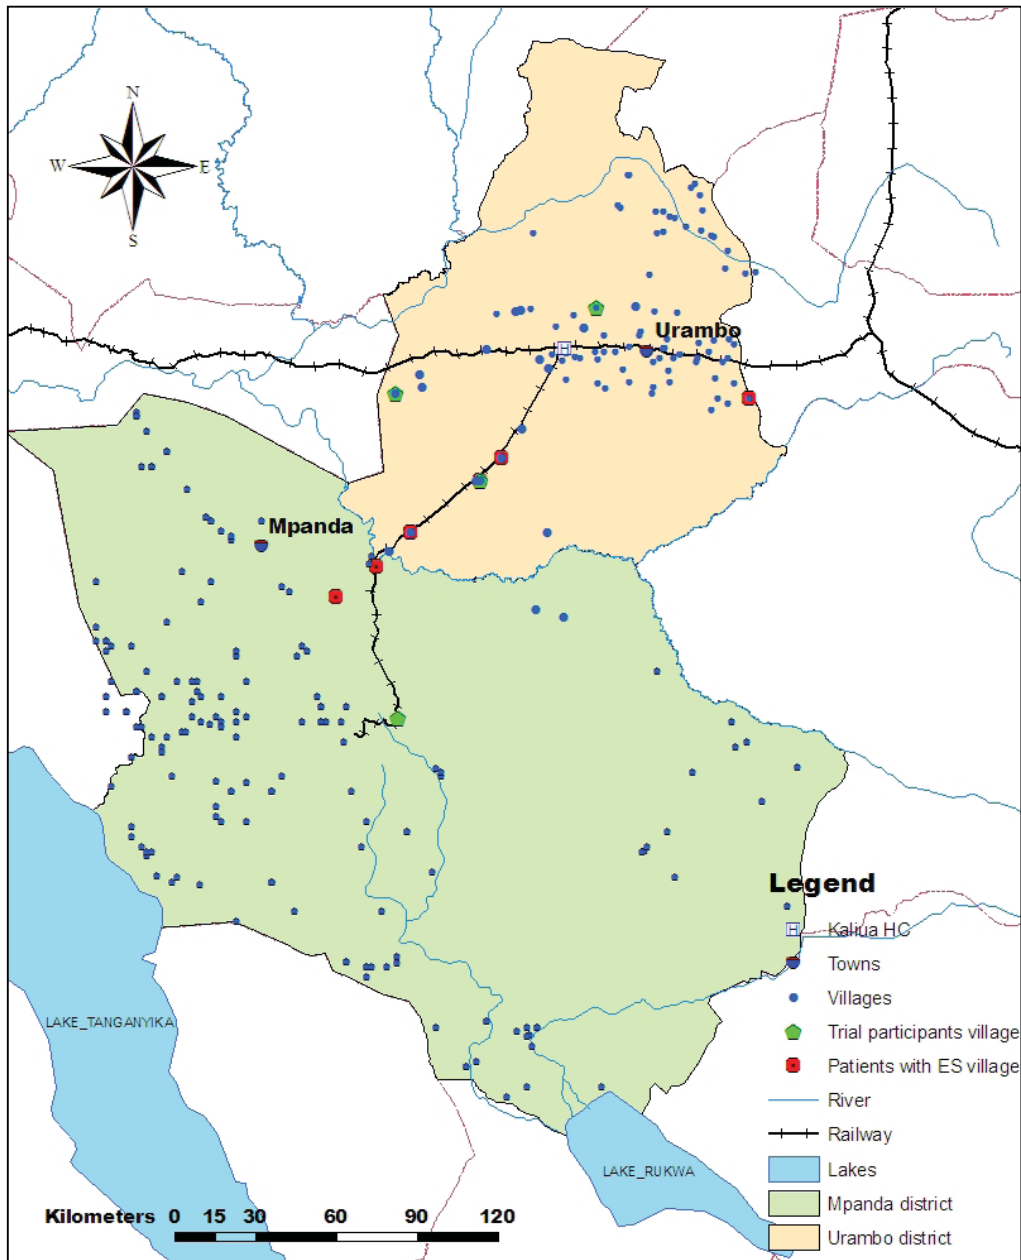 N
W
E
S
Urambo
Mpanda
Legend
H Kaliua HC
Towns
Villages
Trial participants village
Patients with ES village
River
Railway
Lakes
Mpanda district
Urambo district
H
LAKE_TANGANYIKA
LAKE_RUKWA
Kilometers 0 15 30 60 90 120